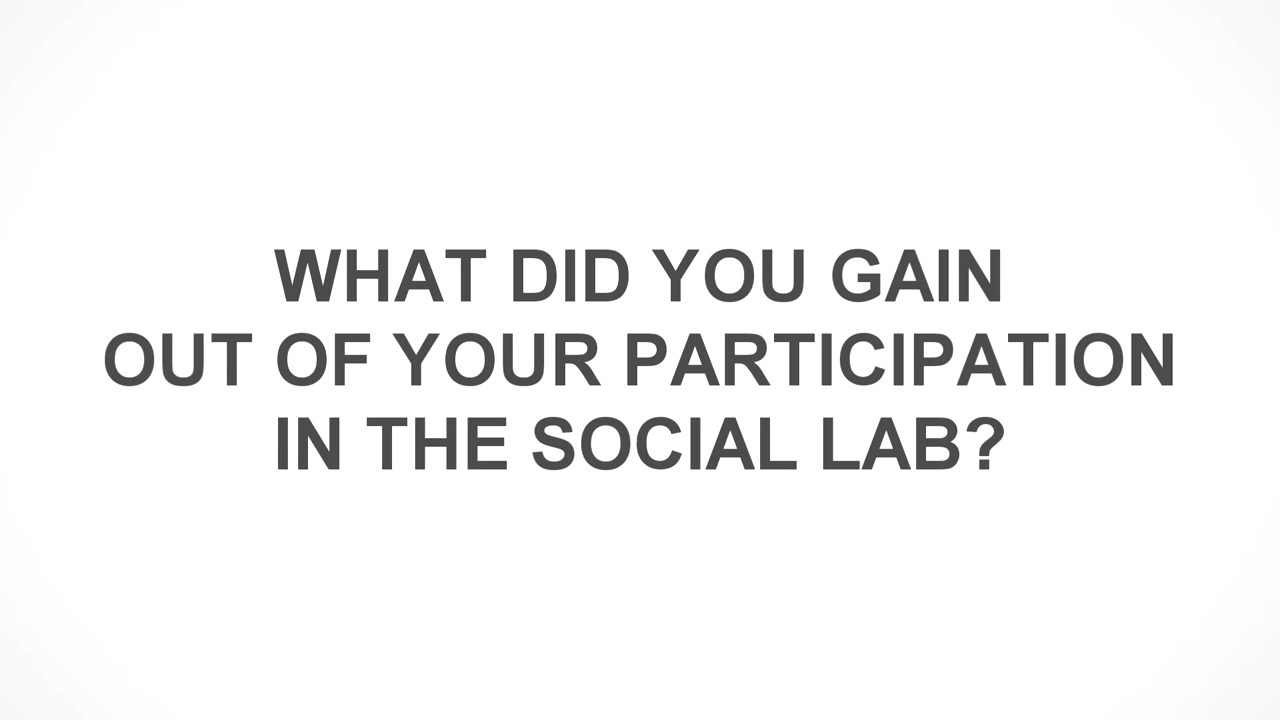 WHAT DID YOU GAIN
OUT OF YOUR PARTICIPATION
IN THE SOCIAL LAB?